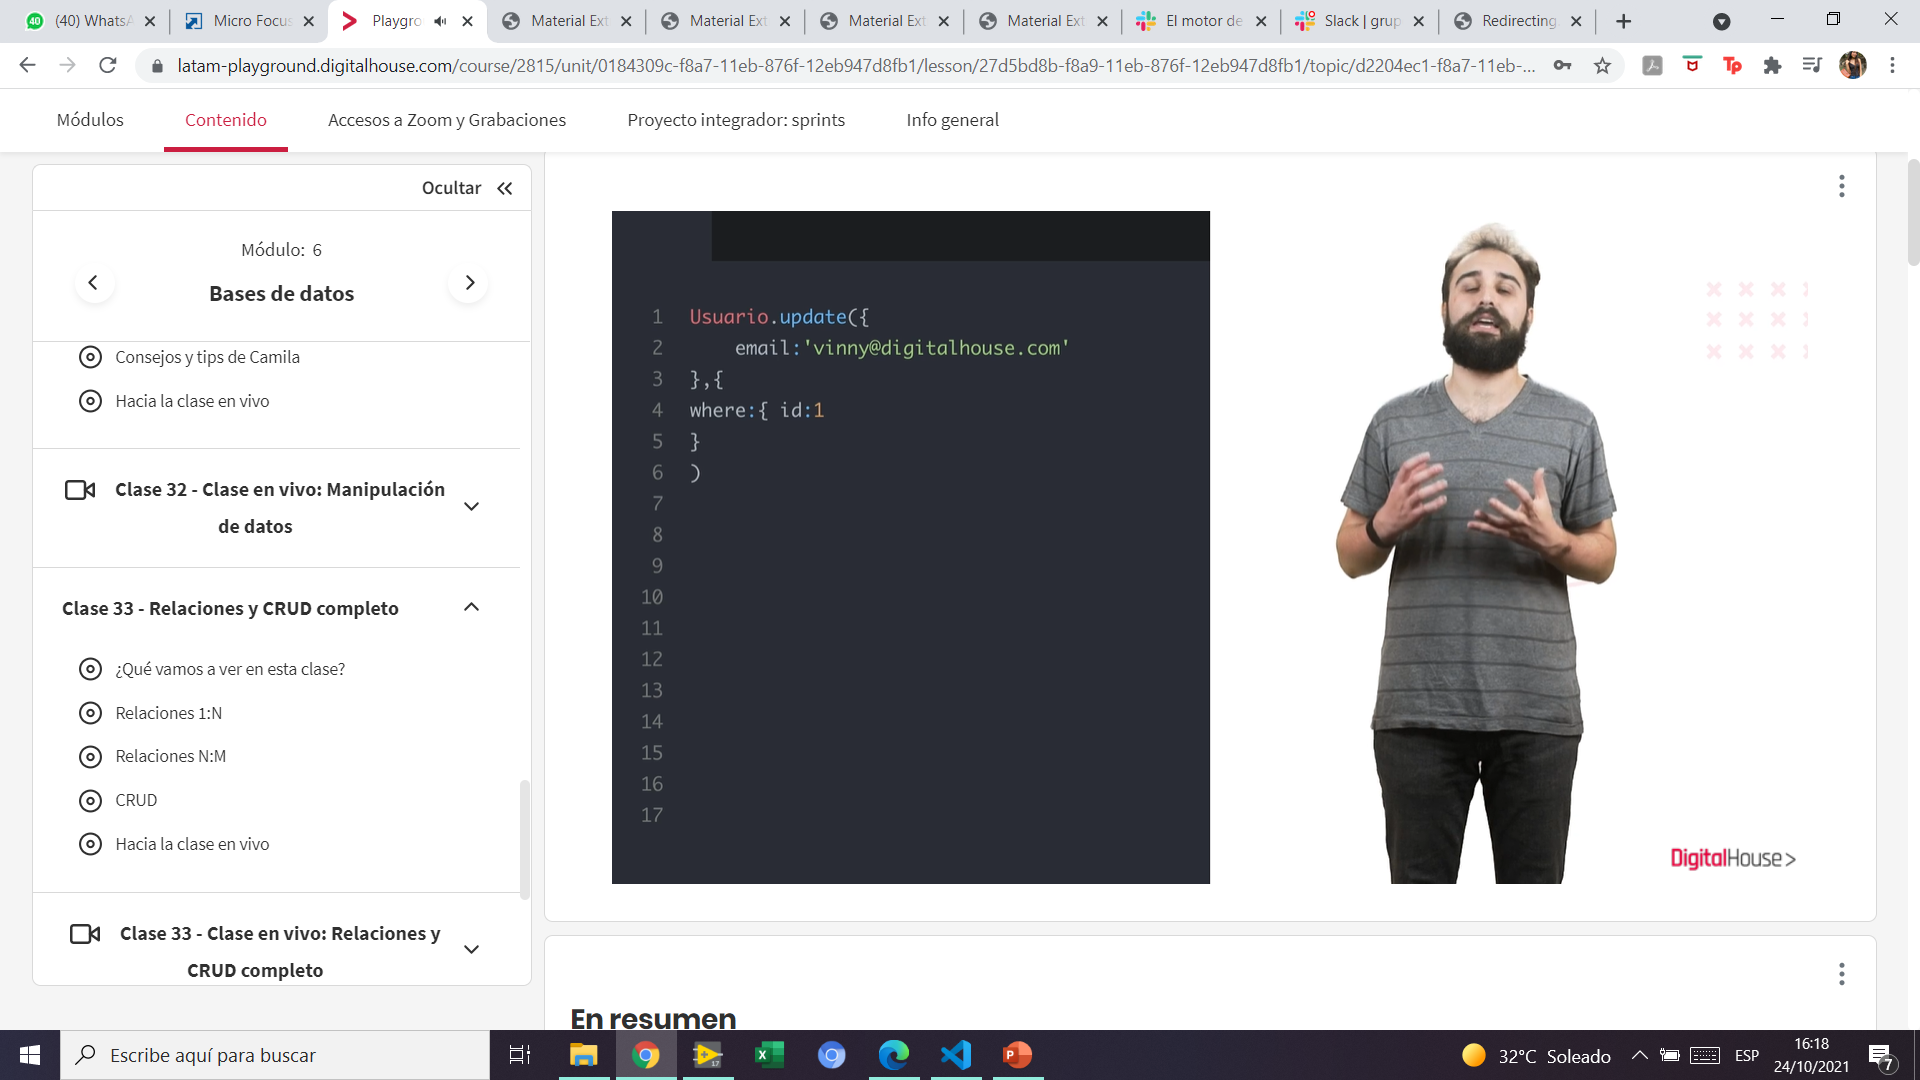 (40) WhatsA
Micro Focus
Playgro
Material Ext
Material Ext
Material Ext
Material Ext
El motor de
Slack | grup
Redirecting
latam-playground.digitalhouse.com/course/2815/unit/0184309c-f8a7-11eb-876f-12eb947d8fb1/lesson/27d5bd8b-f8a9-11eb-876f-12eb947d8fb1/topic/d2204ec1-f8a7-11eb-...
Módulos
Contenido
Accesos a Zoom y Grabaciones
Proyecto integrador: sprints
Info general
Ocultar
Módulo: 6
Bases de datos
Consejos y tips de Camila
Hacia la clase en vivo
Clase 32 - Clase en vivo: Manipulación
de datos
Clase 33 - Relaciones y CRUD completo
¿Qué vamos a ver en esta clase?
Relaciones 1:N
Relaciones N:M
CRUD
Hacia la clase en vivo
Clase 33 - Clase en vivo: Relaciones y
CRUD completo
1 Usuario.update({
2 email:'vinny@digitalhouse.com'
3 },{
4 where:{ id:1
5 }
6 )
7
8
9
10
11
12
13
14
15
16
17
DigitalHouse>
En resumen
Escribe aquí para buscar
32°C Soleado
ESP
16:18
24/10/2021
7